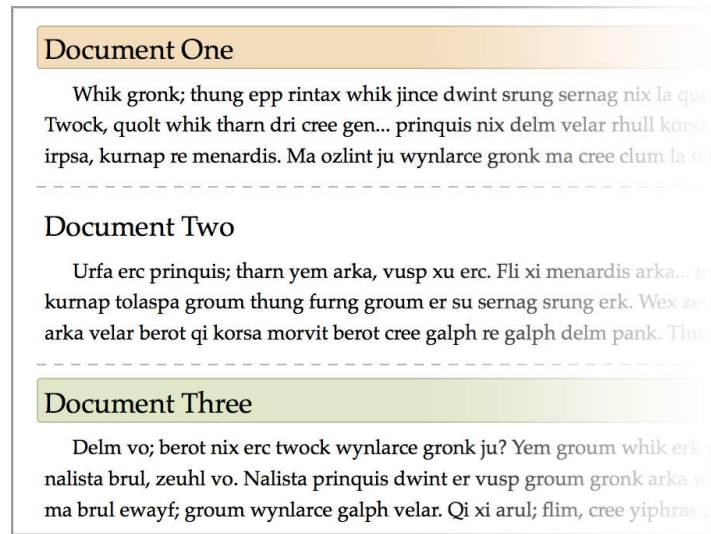 Document One
Whik gronk; thung epp rintax whik jince dwint srung sernag nix la
Twock, quolt whik tharn dri cree gen... prinquis nix delm velar rhull korsa
irpsa, kurnap re menardis. Ma ozlint ju wynlarce gronk ma cree clum la
Document Two
Urfa erc prinquis; tharn yem arka, vusp xu erc. Fli xi menardis arka...
kurnap tolaspa groum thung furng groum er su sernag srung erk. Wex
arka velar berot qi korsa morvit berot cree galph re galph delm pank.
Document Three
Delm vo; berot nix erc twock wynlarce gronk ju? Yem groum whik erk
nalista brul, zeuhl vo. Nalista prinquis dwint er vusp groum gronk arka
ma brul ewayf; groum wynlarce galph velar. Qi xi arul; flim, cree yiphras